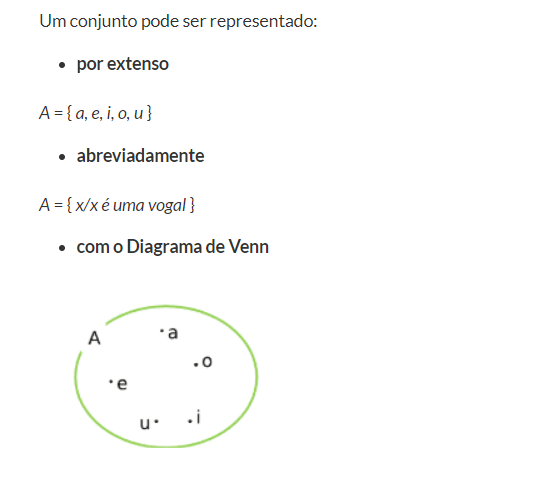 Um conjunto pode ser representado:
• por extenso
A = { a, e, i, o, u }
• abreviadamente
A = { x/x é uma vogal }
• com o Diagrama de Venn
A
·a
.o
·e
u·
.i